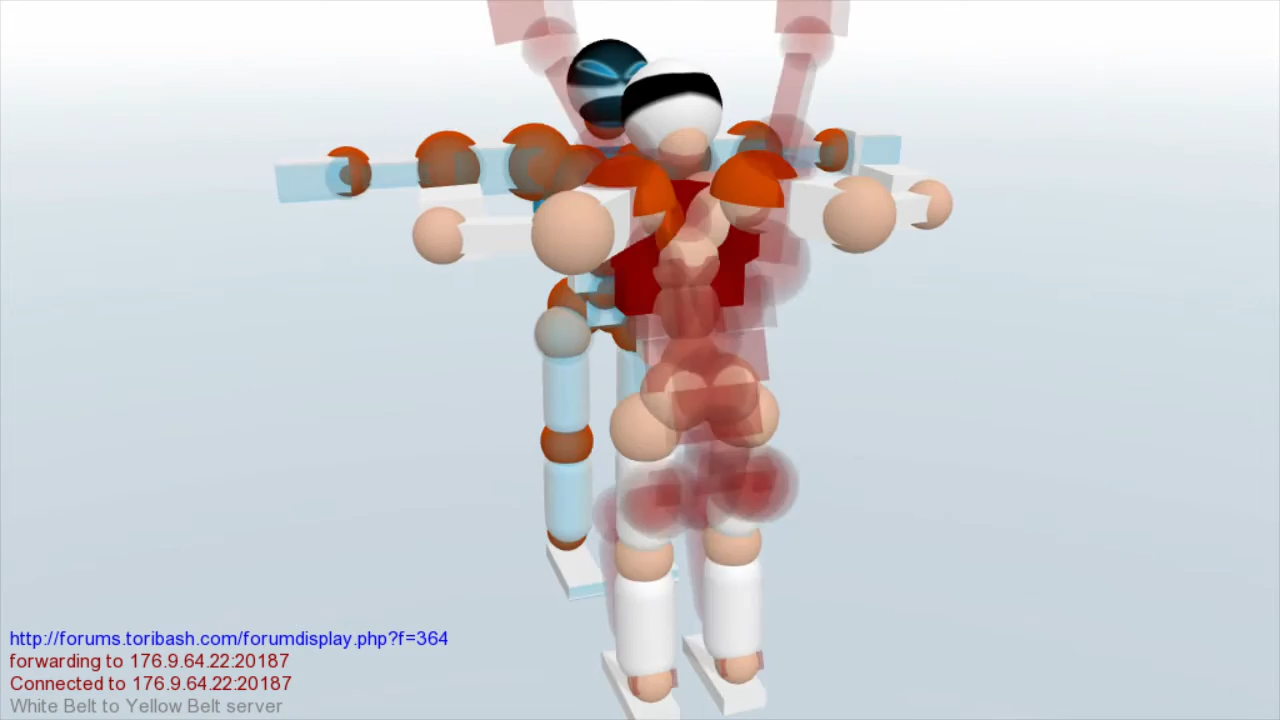 http://forums.toribash.com/forumdisplay.php?f=364
forwarding to 176.9.64.22:20187
Connected to 176.9.64.22:20187
White Belt to Yellow Belt server